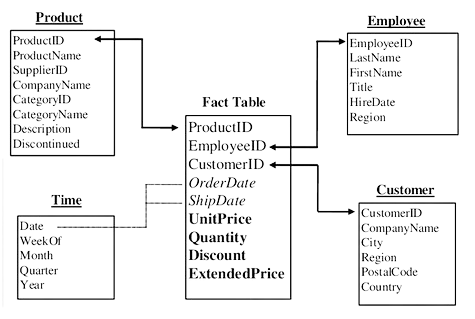 Product
ProductID
ProductName
SupplierID
CompanyName
CategoryID
CategoryName
Description
Discontinued
Employee
EmployeeID
LastName
FirstName
Title
HireDate
Region
Fact Table
ProductID
EmployeeID
CustomerID
OrderDate
ShipDate
UnitPrice
Quantity
Discount
ExtendedPrice
Time
Date
WeekOf
Month
Quarter
Year
Customer
CustomerID
CompanyName
City
Region
PostalCode
Country